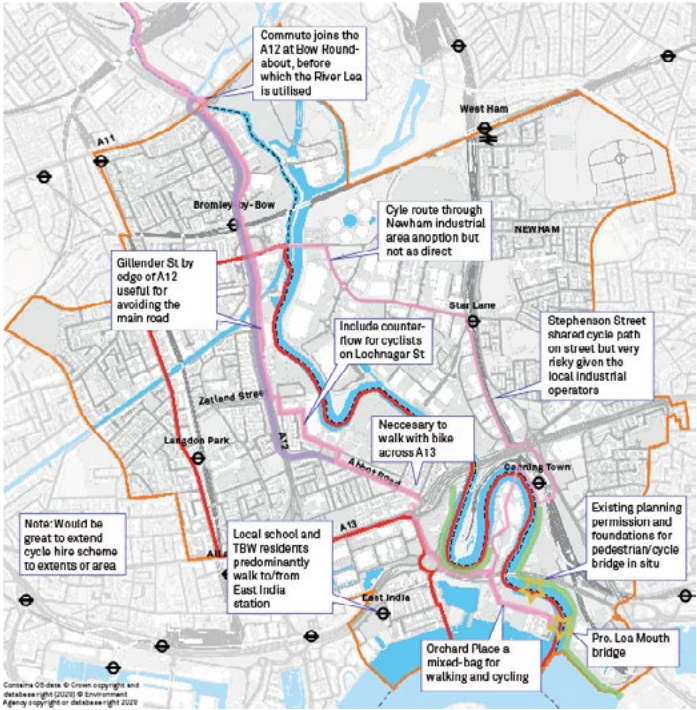 Commute joins the
A12 at Bow Round-
about, before
which the River Lea
is utilised
West Ham
A11
Bromley-by-Bow
Cyle route through
Newham industrial
area anoption but
not as direct
NEWHAM
Gillender St by
edge of A12
useful for
avoiding the
main road
Star Lane
Include counter-
flow for cyclists
on Lochnagar St
Stephenson Street
shared cycle path
on street but very
risky given the
local industrial
operators
Zetland Street
Langdon Park
A12
Neccesary to
walk with bike
across A13
Abbot Road
Canning Town
Note: Would be
great to extend
cycle hire scheme
to extents of area
A13
Local school and
TBW residents
predominantly
walk to/from
East India
station
Existing planning
permission and
foundations for
pedestrian/cycle
bridge in situ
East India
Orchard Place a
mixed-bag for
walking and cycling
Pro. Lea Mouth
bridge
Contains OS data © Crown copyright and
database right (2020) © Environment
Agency copyright or database right 2020